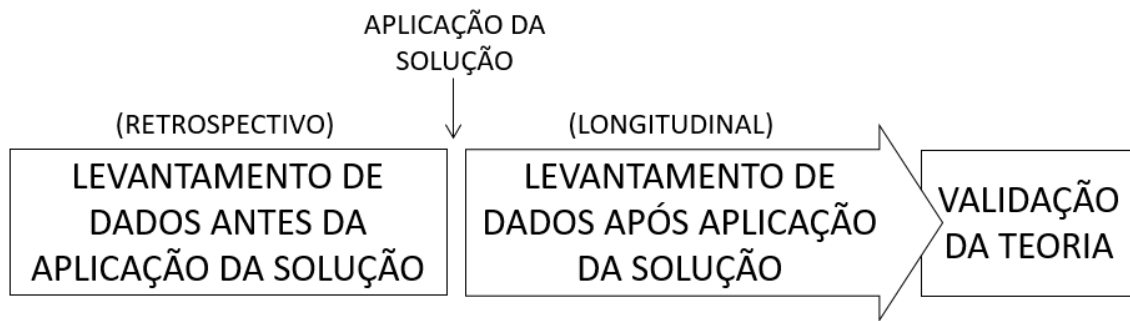 APLICAÇÃO DA
SOLUÇÃO
(RETROSPECTIVO)
(LONGITUDINAL)
LEVANTAMENTO DE
DADOS ANTES DA
APLICAÇÃO DA SOLUÇÃO
LEVANTAMENTO DE
DADOS APÓS APLICAÇÃO
DA SOLUÇÃO
VALIDAÇÃO
DA TEORIA